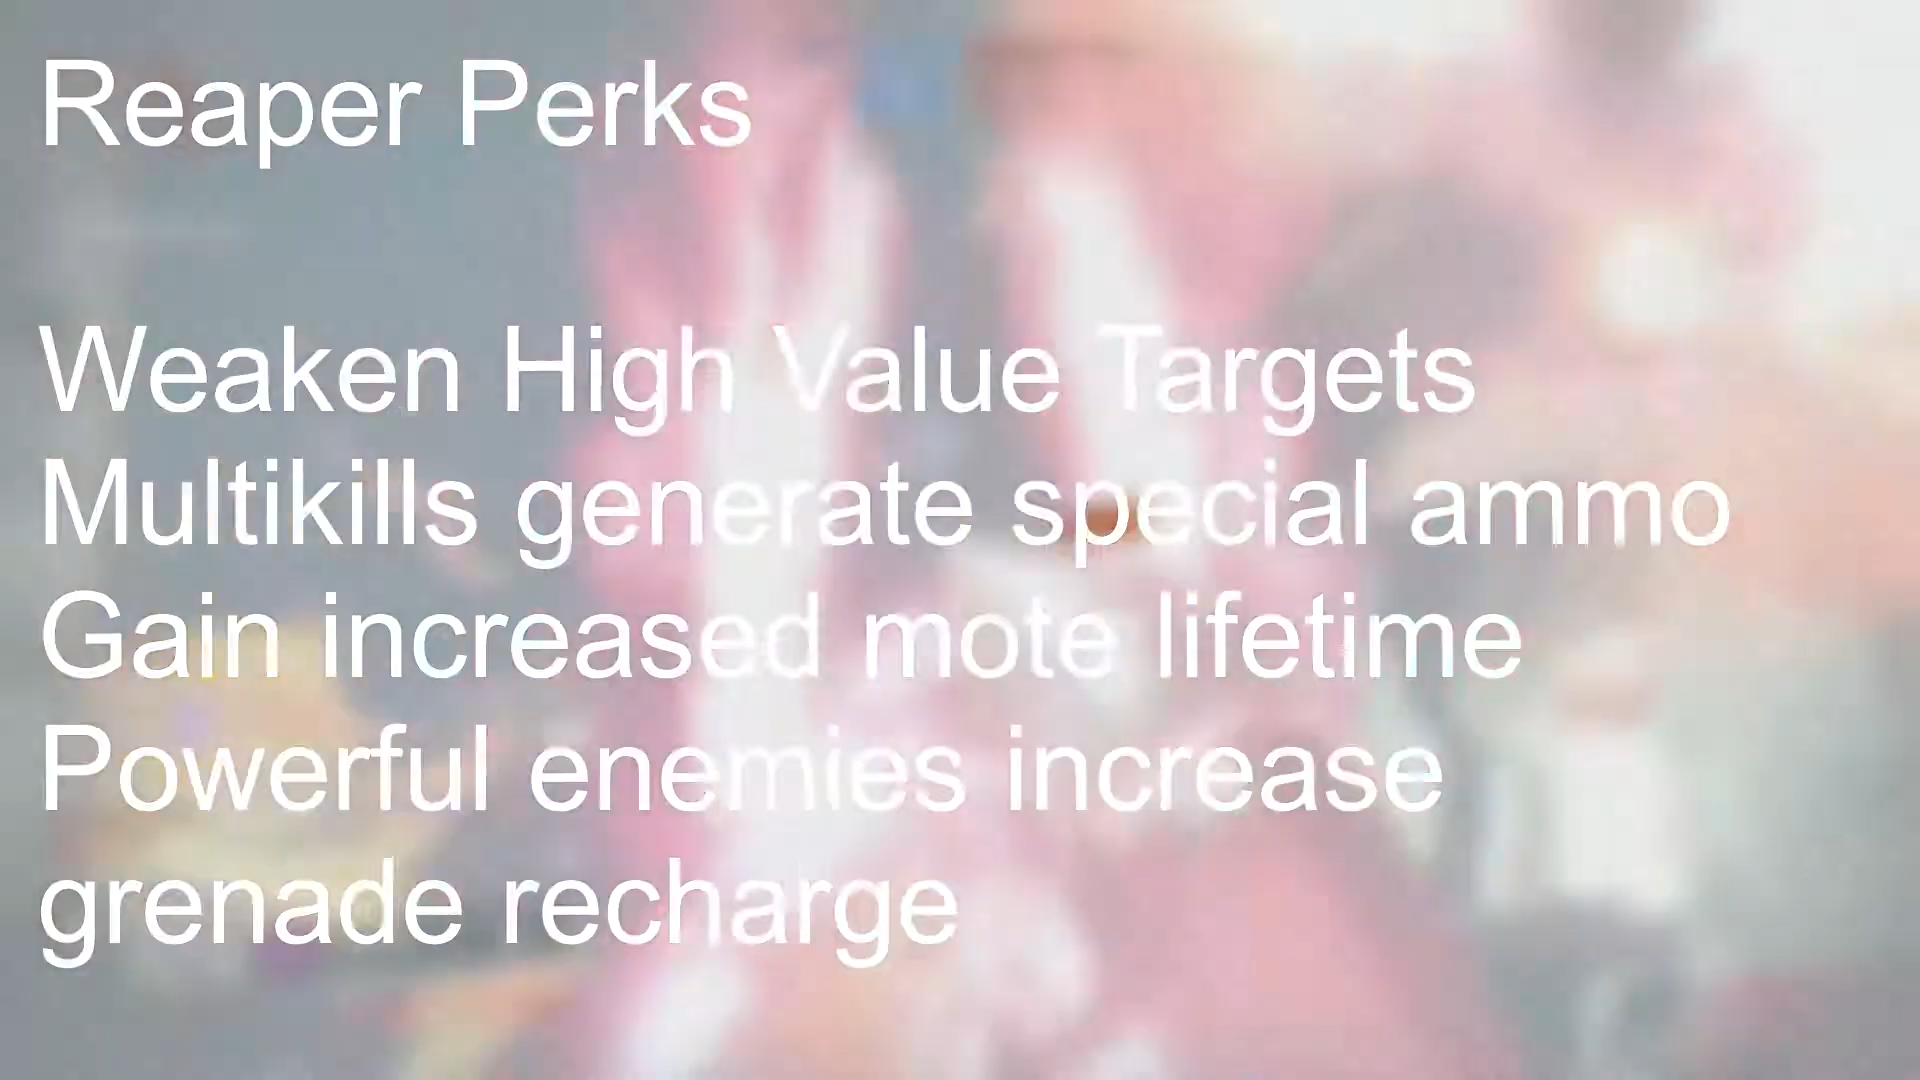 Reaper Perks
Weaken High Value Targets
Multikills generate special ammo
Gain increased mote lifetime
Powerful enemies increase
grenade recharge